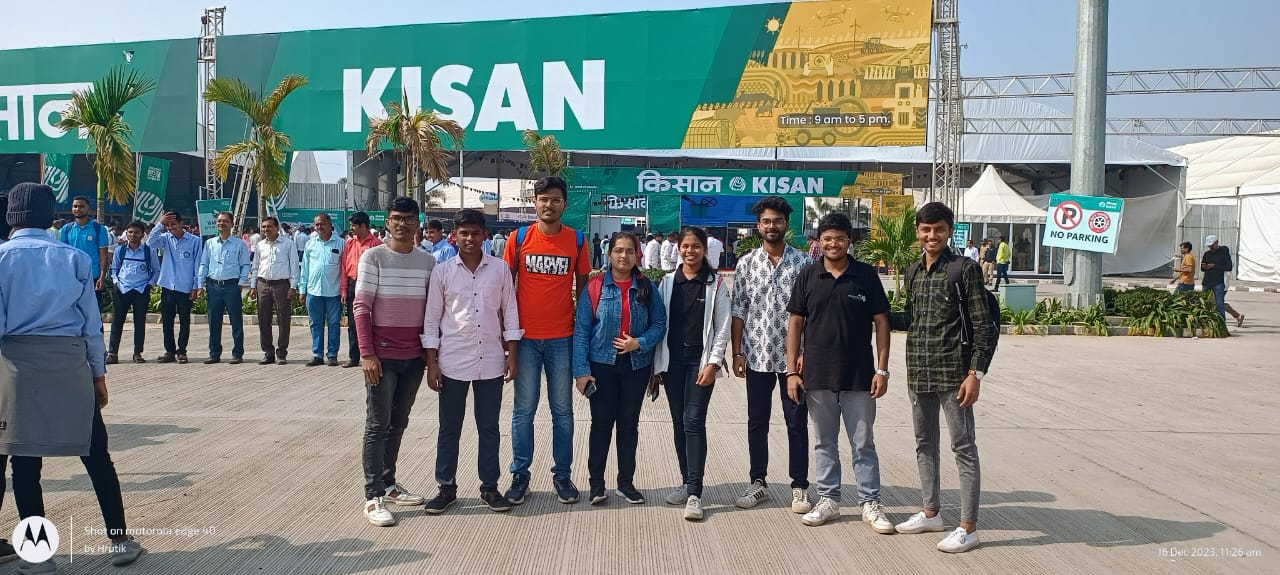 सान
KISAN
Time : 9 am to 5 pm.
किसान KISAN
किसान
MARVEL
NO PARKING
Shot on motorola edge 40
by Hrutik
16 Dec 2023, 11:26 am